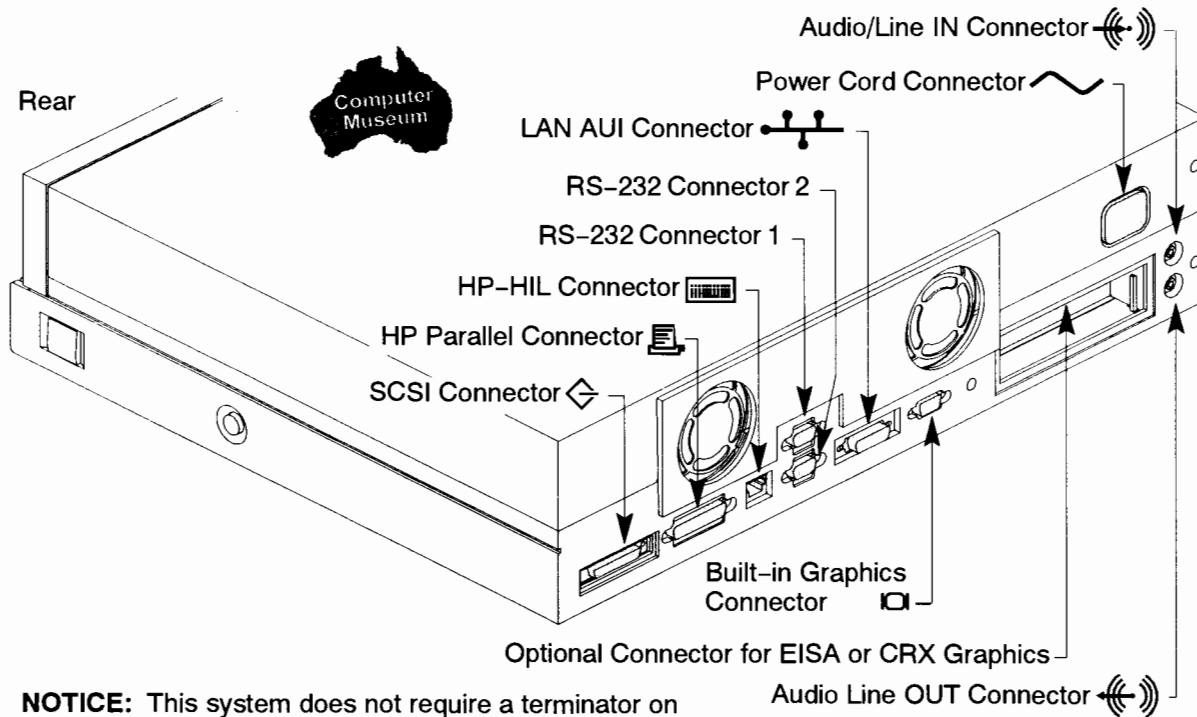 Audio/Line IN Connector
Power Cord Connector
Rear
Computer
Museum
LAN AUI Connector
RS-232 Connector 2
RS-232 Connector 1
HP-HIL Connector
HP Parallel Connector
SCSI Connector
Built-in Graphics
Connector
Optional Connector for EISA or CRX Graphics
Audio Line OUT Connector
NOTICE: This system does not require a terminator on